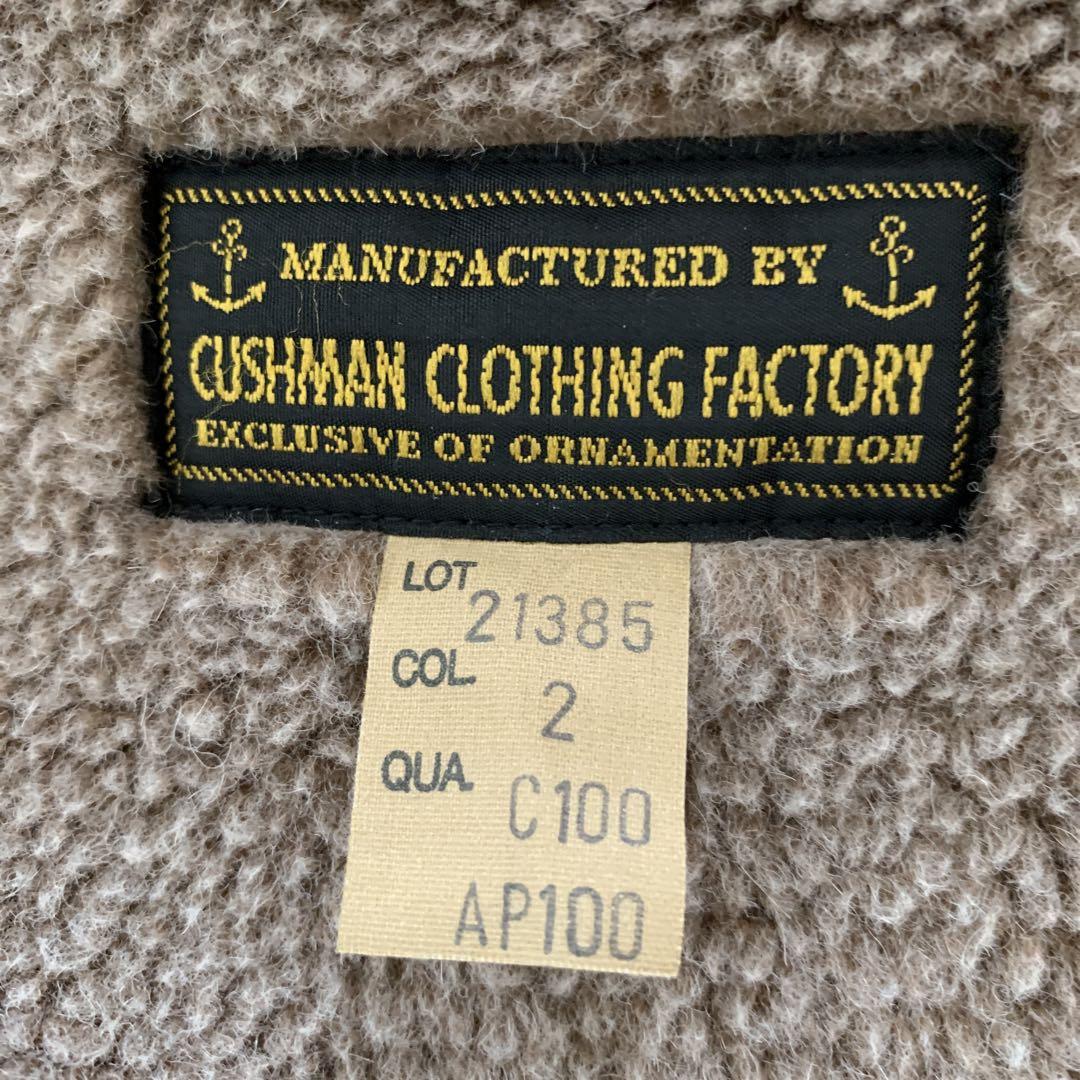 MANUFACTURED BY
CUSHMAN CLOTHING FACTORY
EXCLUSIVE OF ORNAMENTATION
LOT 21385
COL. 2
QUA. C100
AP100